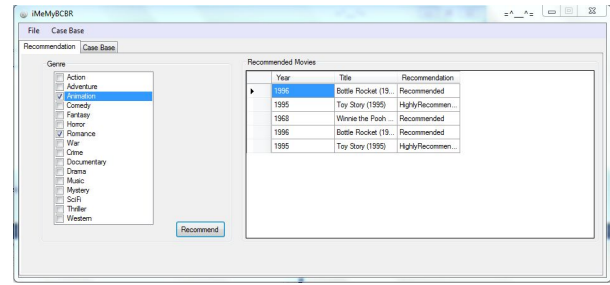 iMeMyBCBR
=^__^=
File Case Base
Recommendation Case Base
Genre
Action
Adventure
Animation
Comedy
Fantasy
Horror
Romance
War
Crime
Documentary
Drama
Music
Mystery
SciFi
Thriller
Western
Recommend
Recommended Movies
Year Title Recommendation
1996 Bottle Rocket (19... Recommended
1995 Toy Story (1995) HighlyRecommen...
1968 Winnie the Pooh ... Recommended
1996 Bottle Rocket (19... Recommended
1995 Toy Story (1995) HighlyRecommen...